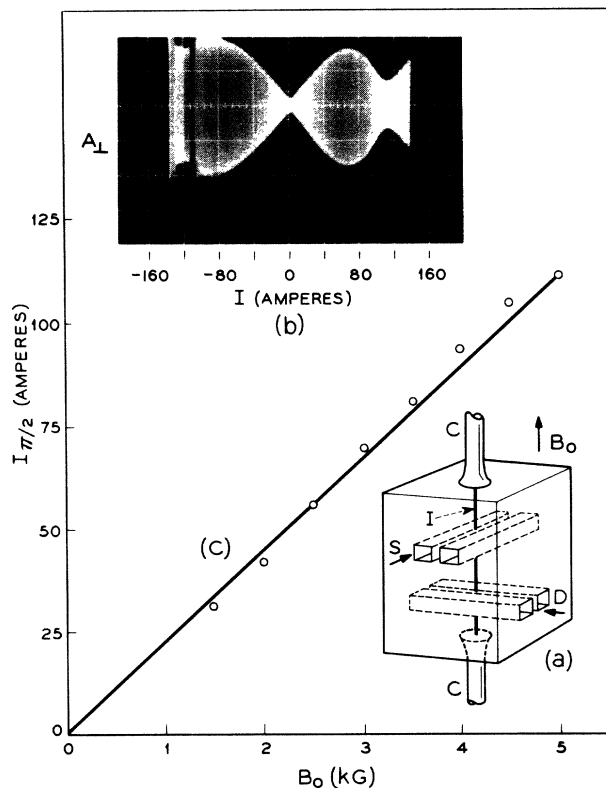 A⊥
-160 -80 0 80 160
I (AMPERES)
(b)
125
100
75
50
25
0
I π/2 (AMPERES)
(C)
C
B₀
I
S
D
(a)
C
0 1 2 3 4 5
B₀ (kG)